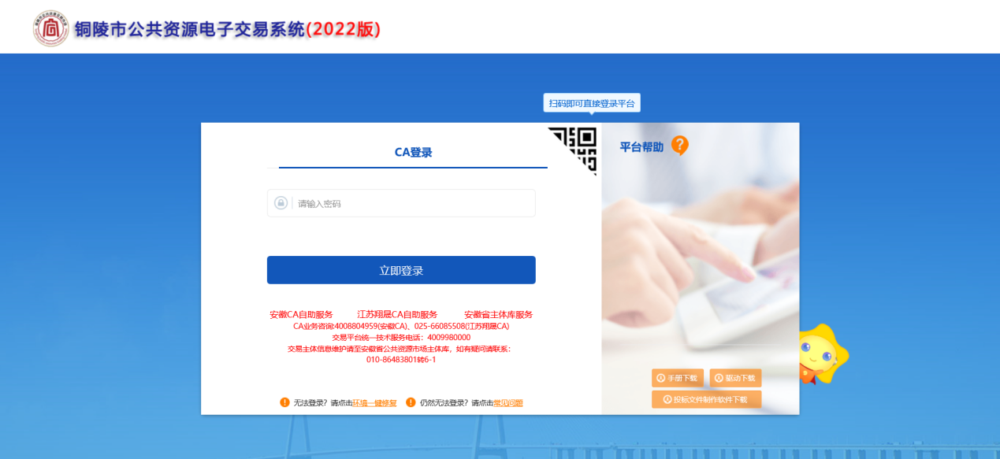 铜陵市公共资源电子交易系统(2022版)
扫码即可直接登录平台
CA登录
平台帮助
请输入密码
立即登录
安徽CA自助服务 江苏翔晟CA自助服务 安徽省主体库服务
CA业务咨询:4008804959(安徽CA)、025-66085508(江苏翔晟CA)
交易平台统一技术服务电话：4009980000
交易主体信息维护请至安徽省公共资源市场主体库，如有疑问请联系：
010-86483801转6-1
手册下载 驱动下载
投标文件制作软件下载
无法登录？请点击环境一键修复 仍然无法登录？请点击常见问题